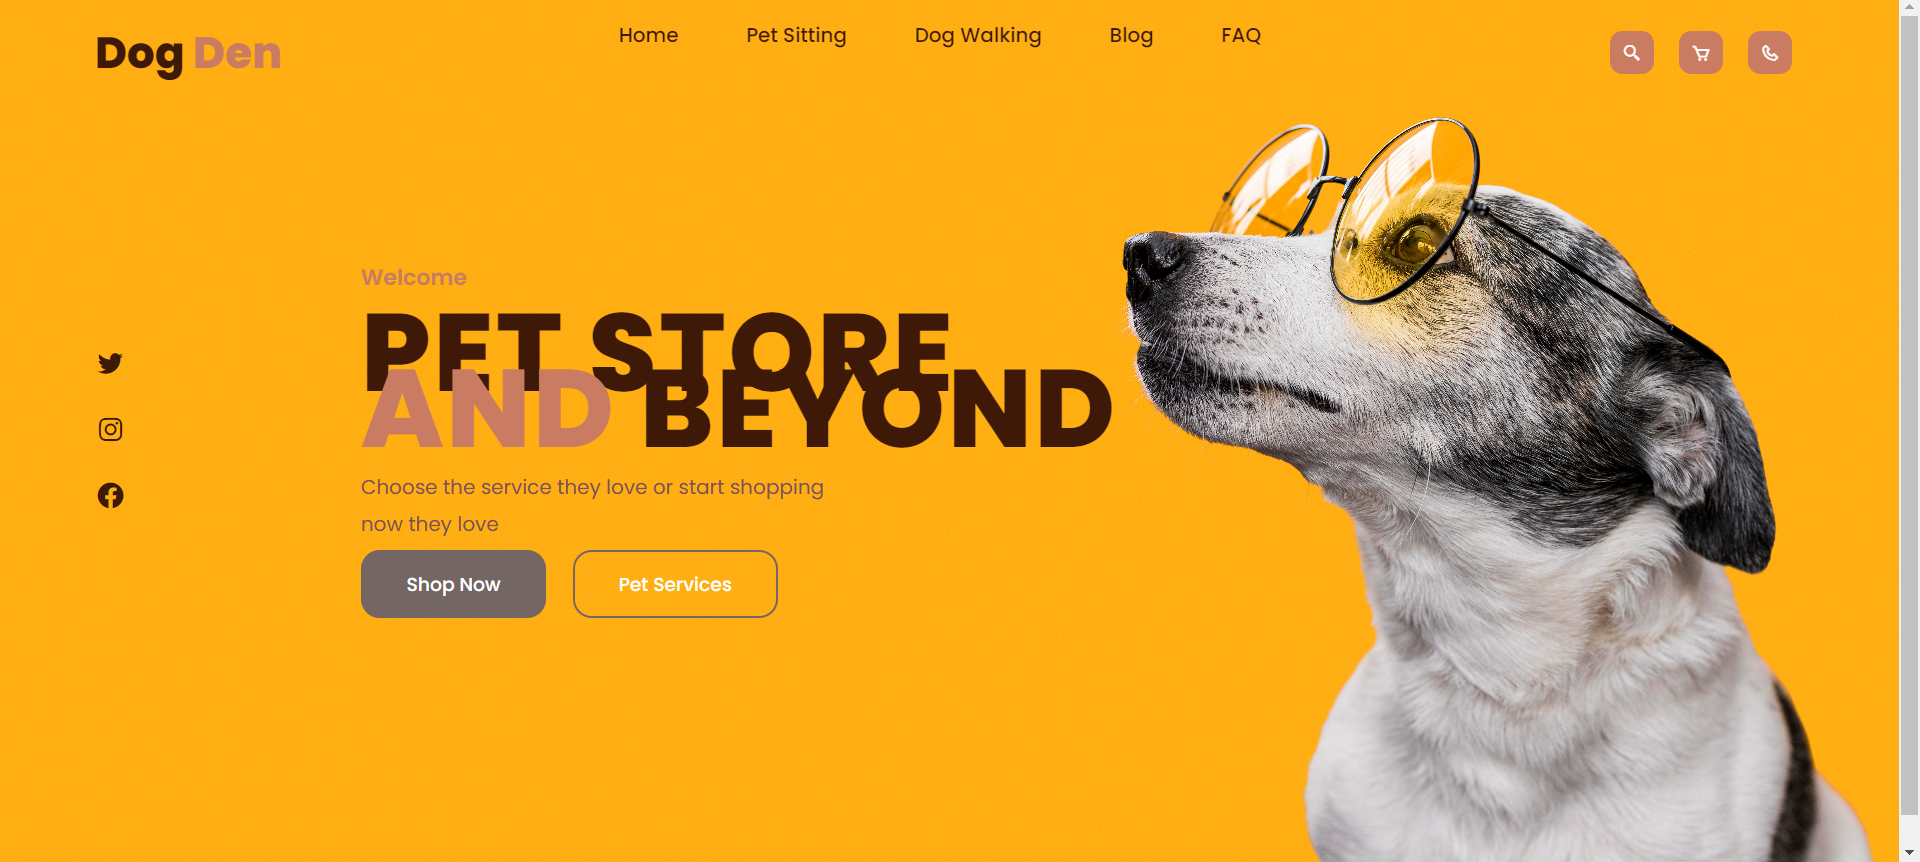 Dog Den
Home Pet Sitting Dog Walking Blog FAQ
Welcome
PET STORE
AND BEYOND
Choose the service they love or start shopping
now they love
Shop Now Pet Services